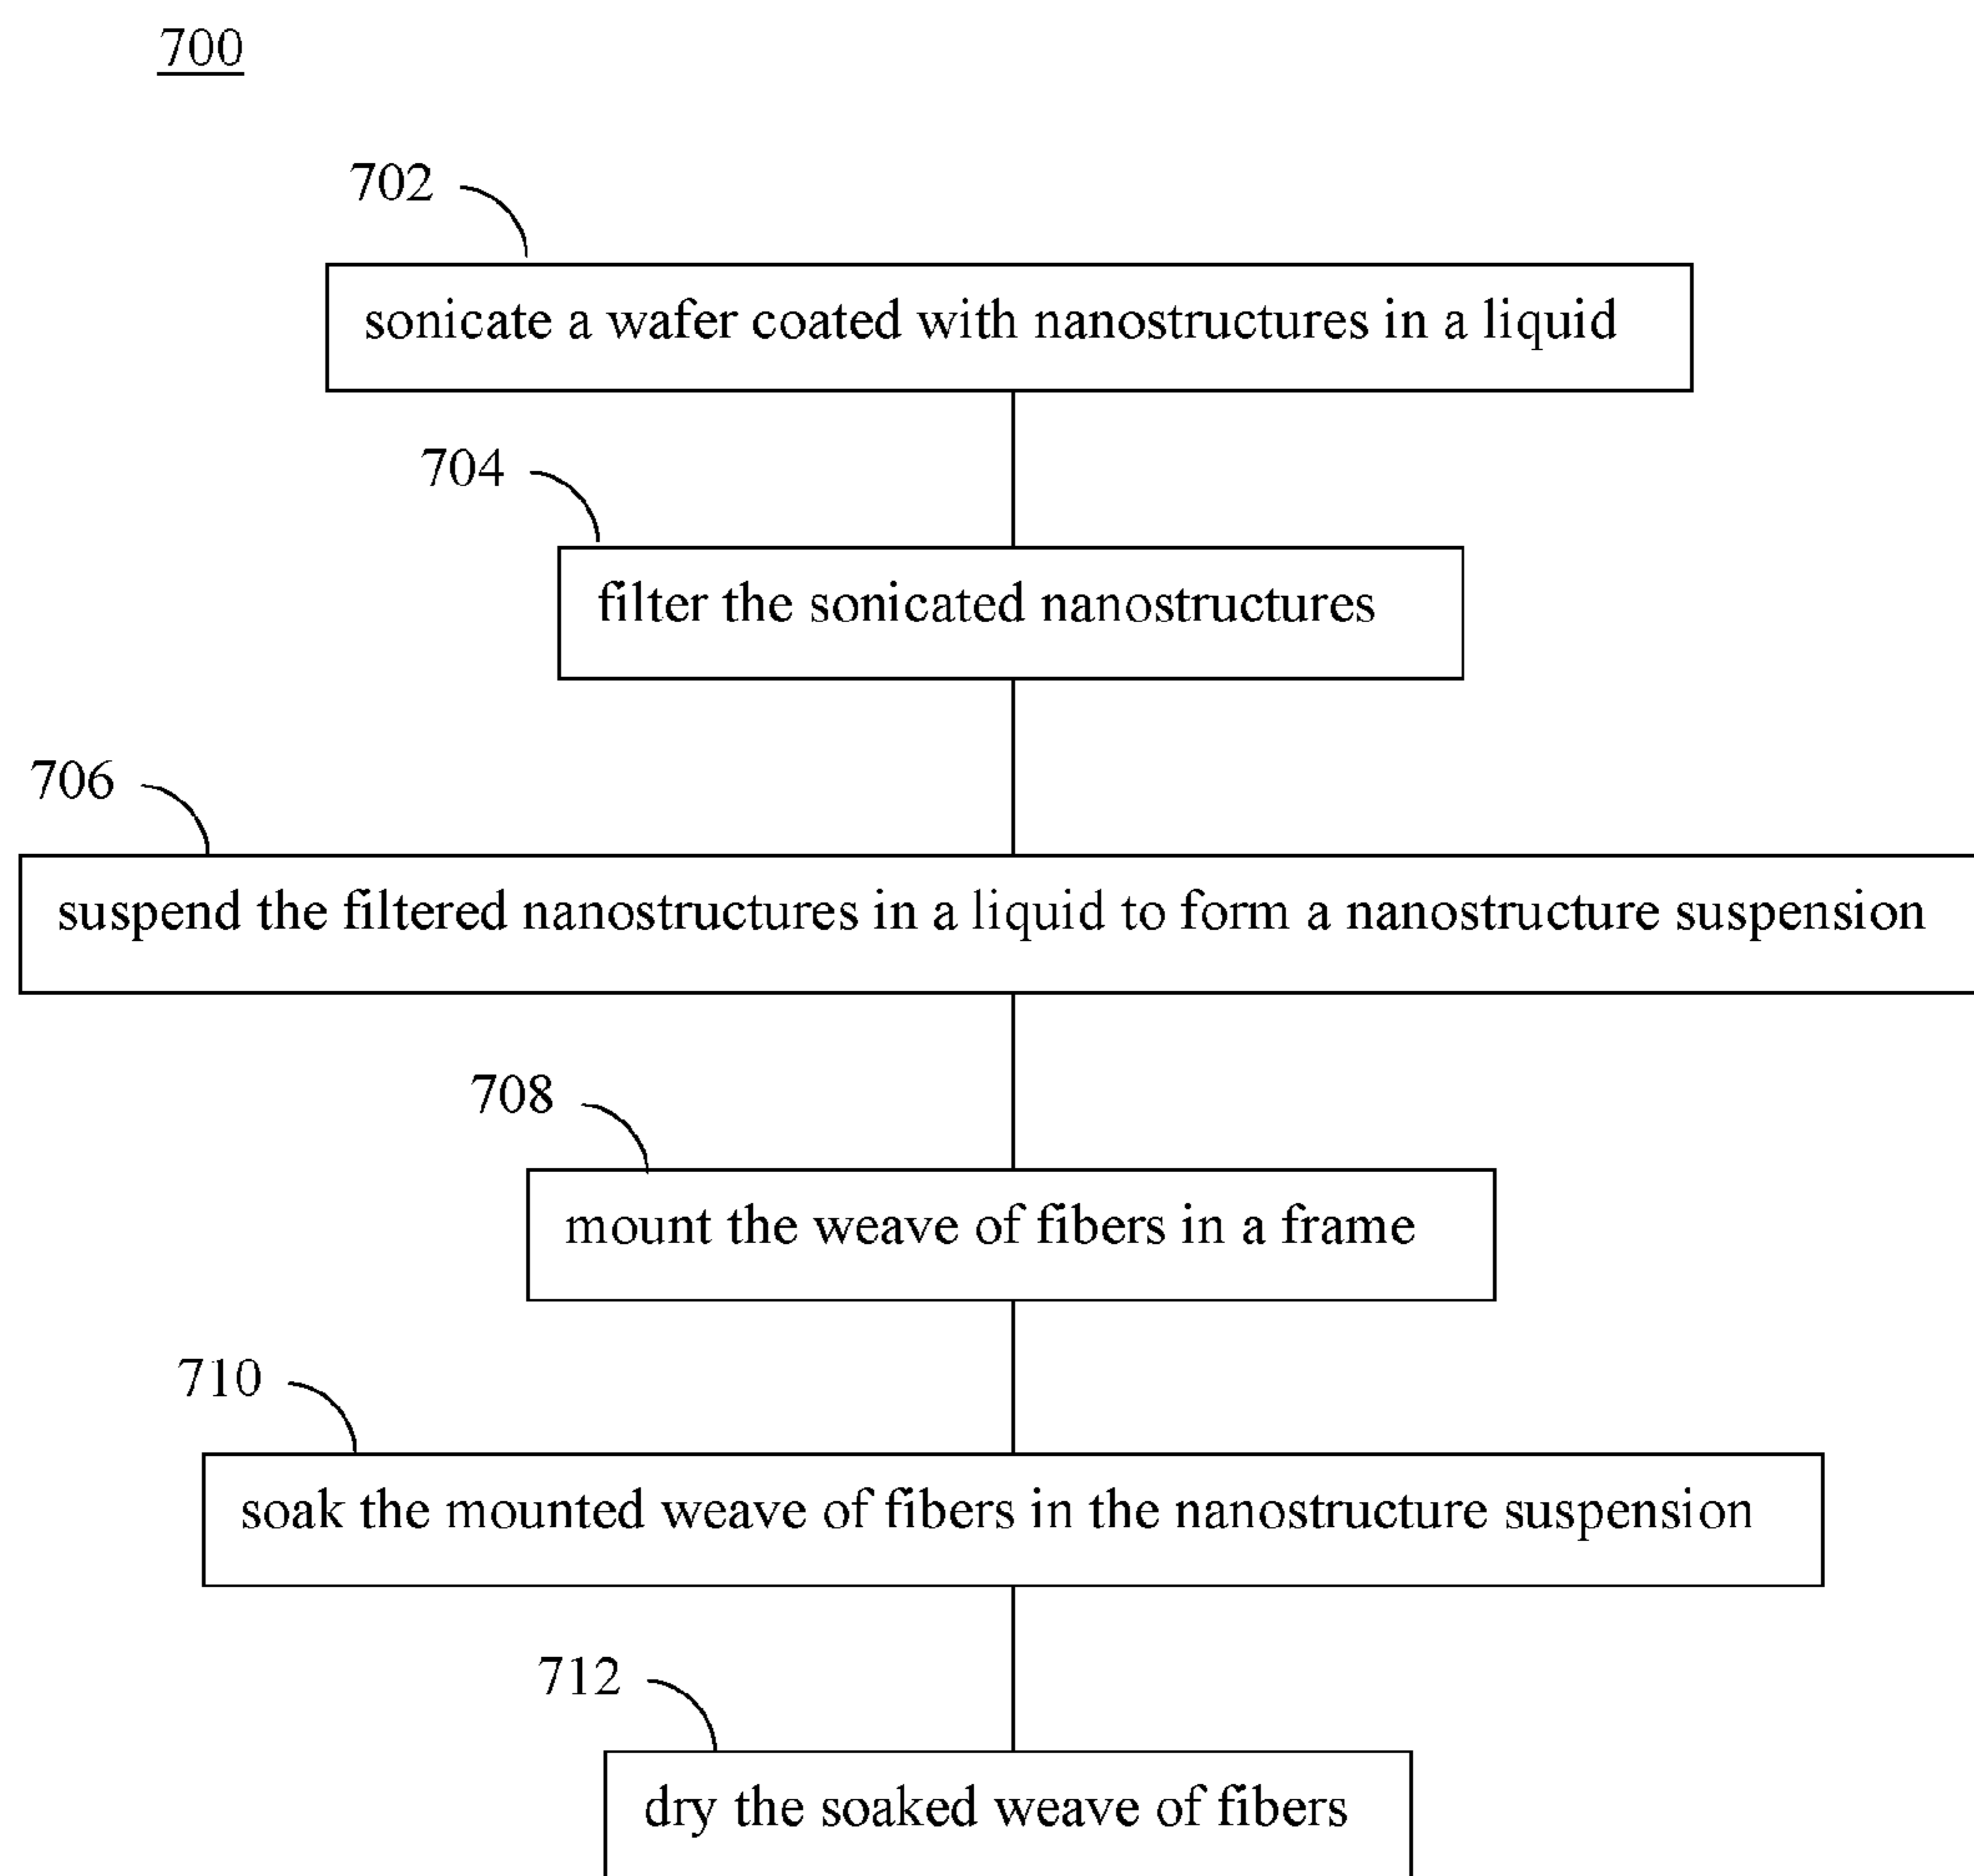 700
702
sonicate a wafer coated with nanostructures in a liquid
704
filter the sonicated nanostructures
706
suspend the filtered nanostructures in a liquid to form a nanostructure suspension
708
mount the weave of fibers in a frame
710
soak the mounted weave of fibers in the nanostructure suspension
712
dry the soaked weave of fibers